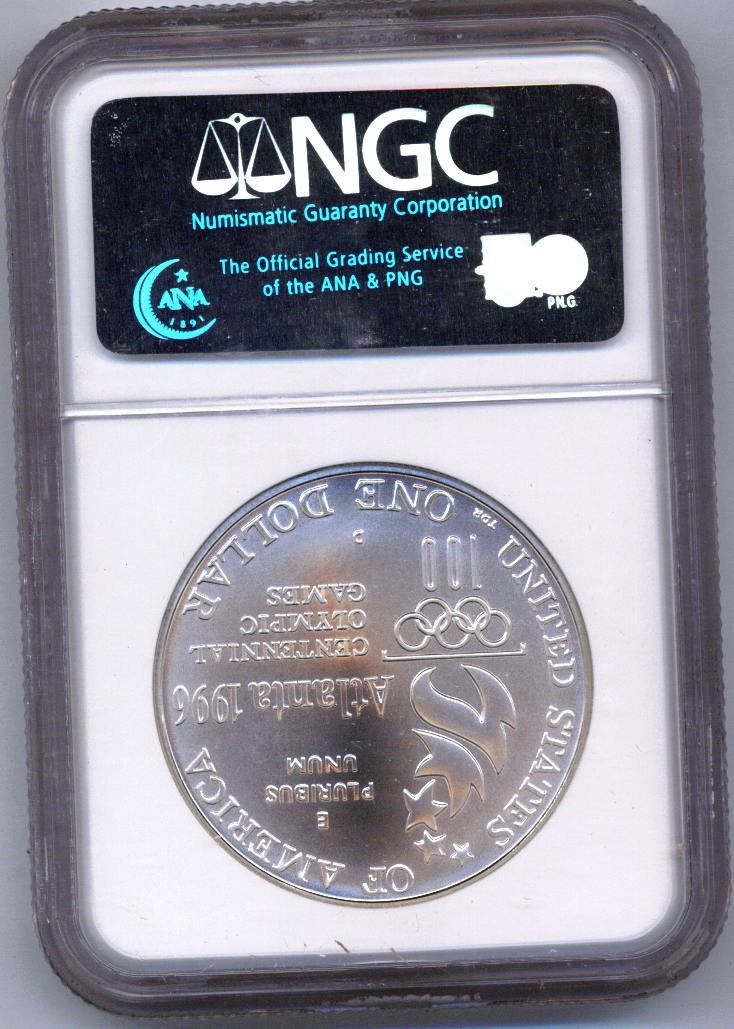 NGC
Numismatic Guaranty Corporation
The Official Grading Service
of the ANA & PNG
ANA
1891
P.N.G.
UNITED STATES OF AMERICA
E
PLURIBUS
UNUM
Atlanta 1996
CENTENNIAL
OLYMPIC
GAMES
100
D
TDR
ONE DOLLAR